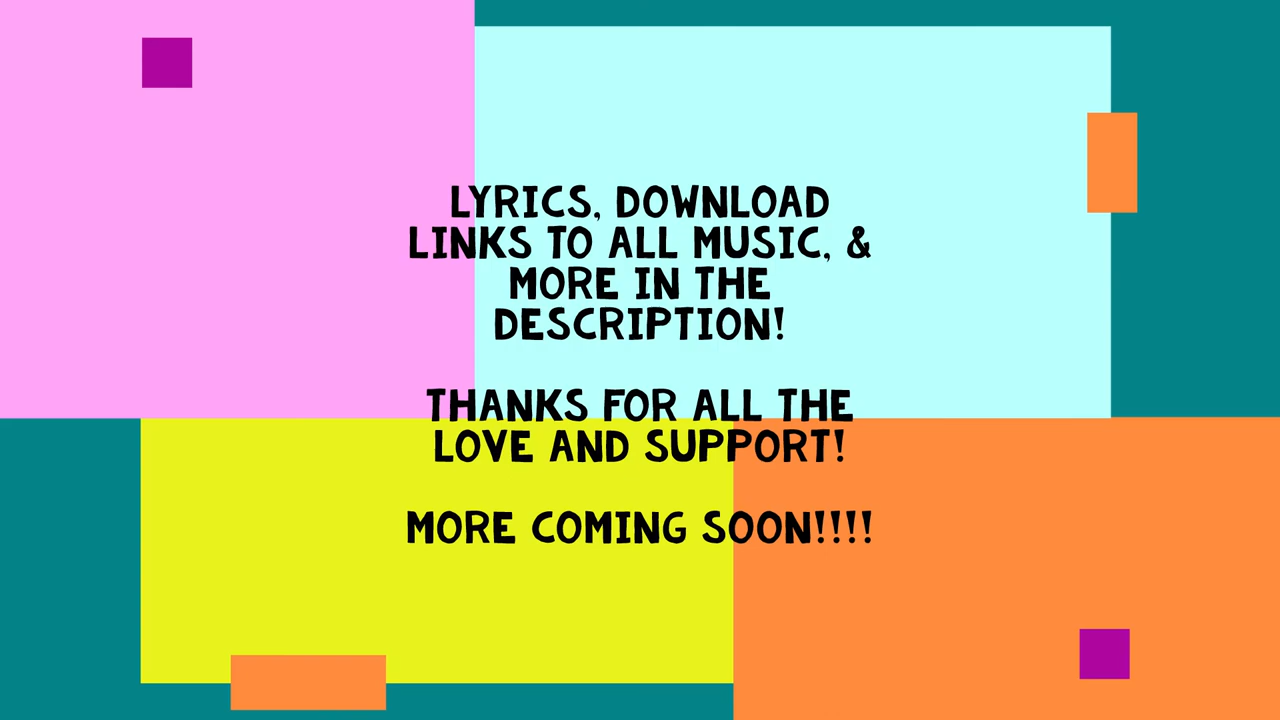 LYRICS, DOWNLOAD
LINKS TO ALL MUSIC, &
MORE IN THE
DESCRIPTION!
THANKS FOR ALL THE
LOVE AND SUPPORT!
MORE COMING SOON!!!!